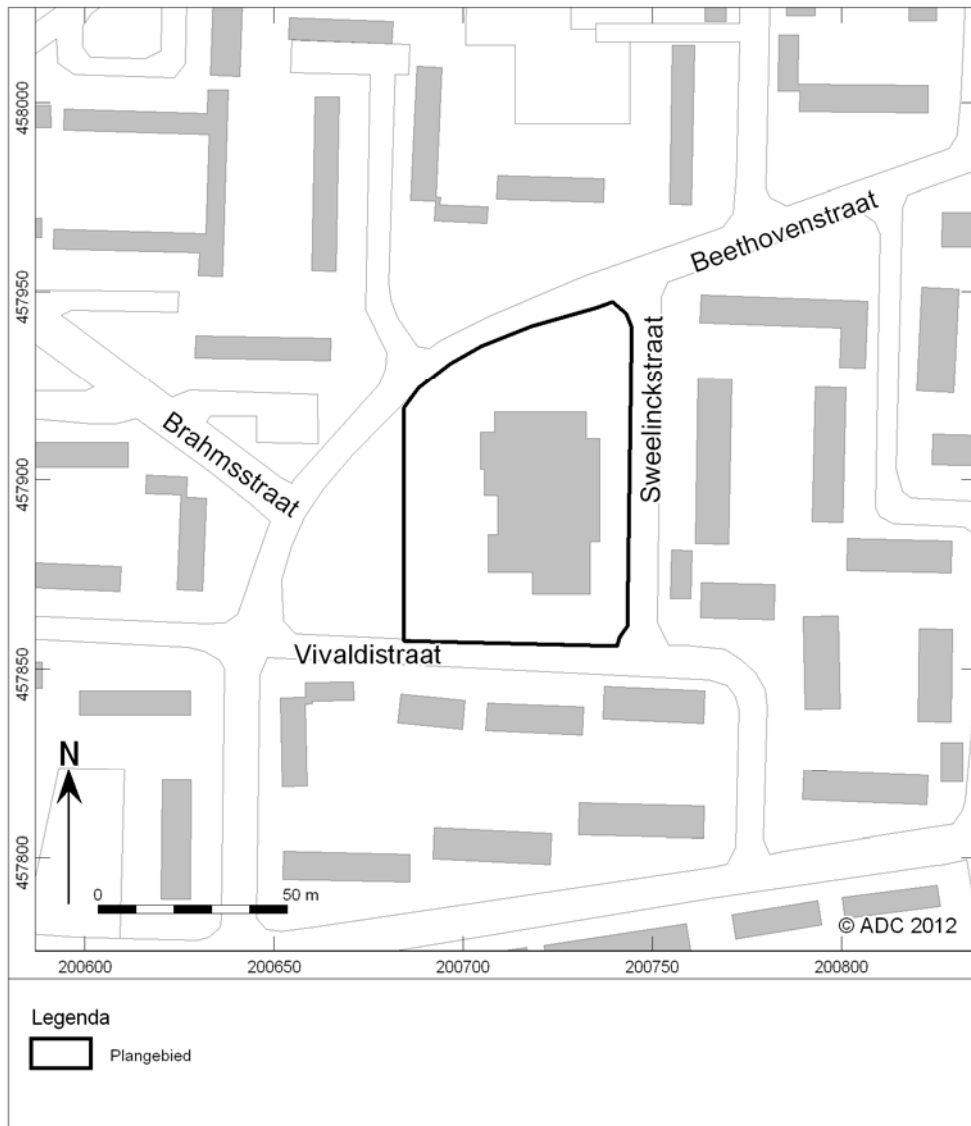 458000
457950
457900
457850
457800
Beethovenstraat
Sweelinckstraat
Brahmsstraat
Vivaldistraat
N
0 50 m
© ADC 2012
200600 200650 200700 200750 200800
Legenda
Plangebied